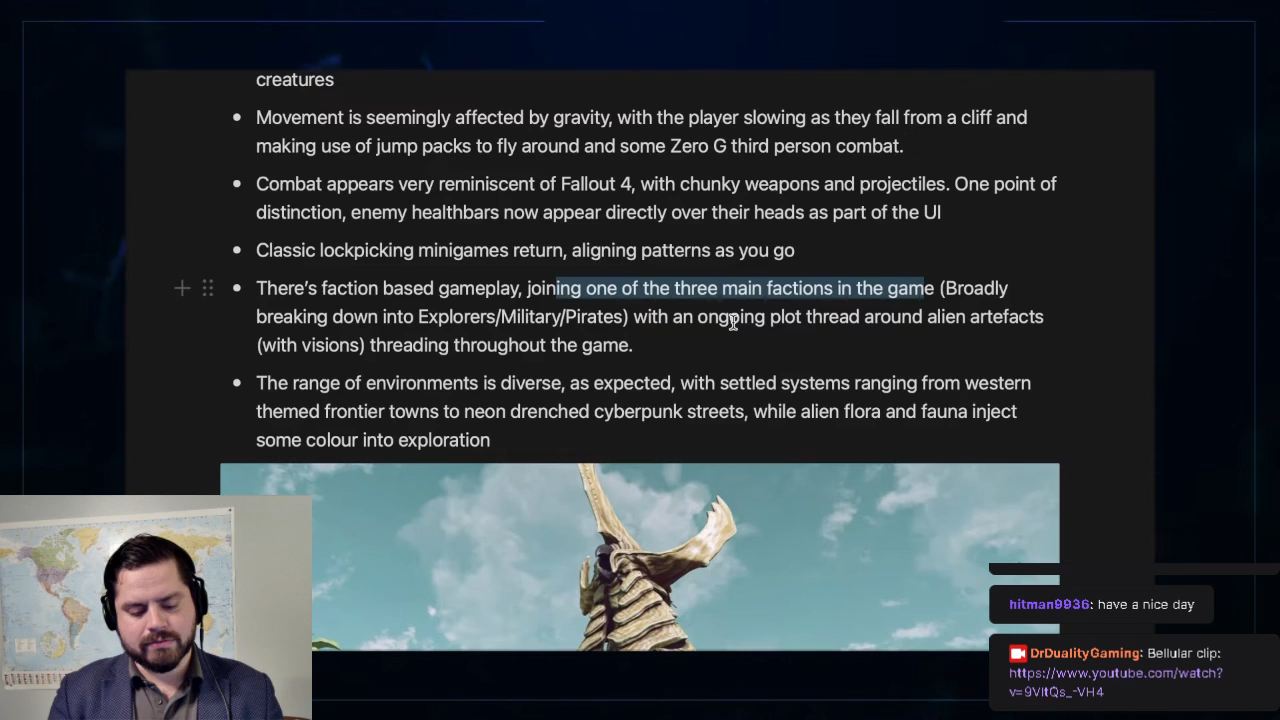 creatures
Movement is seemingly affected by gravity, with the player slowing as they fall from a cliff and
making use of jump packs to fly around and some Zero G third person combat.
Combat appears very reminiscent of Fallout 4, with chunky weapons and projectiles. One point of
distinction, enemy healthbars now appear directly over their heads as part of the UI
Classic lockpicking minigames return, aligning patterns as you go
There's faction based gameplay, joining one of the three main factions in the game (Broadly
breaking down into Explorers/Military/Pirates) with an ongoing plot thread around alien artefacts
(with visions) threading throughout the game.
The range of environments is diverse, as expected, with settled systems ranging from western
themed frontier towns to neon drenched cyberpunk streets, while alien flora and fauna inject
some colour into exploration
hitman9936: have a nice day
DrDualityGaming: Bellular clip:
https://www.youtube.com/watch?
v=9VItQs_-VH4